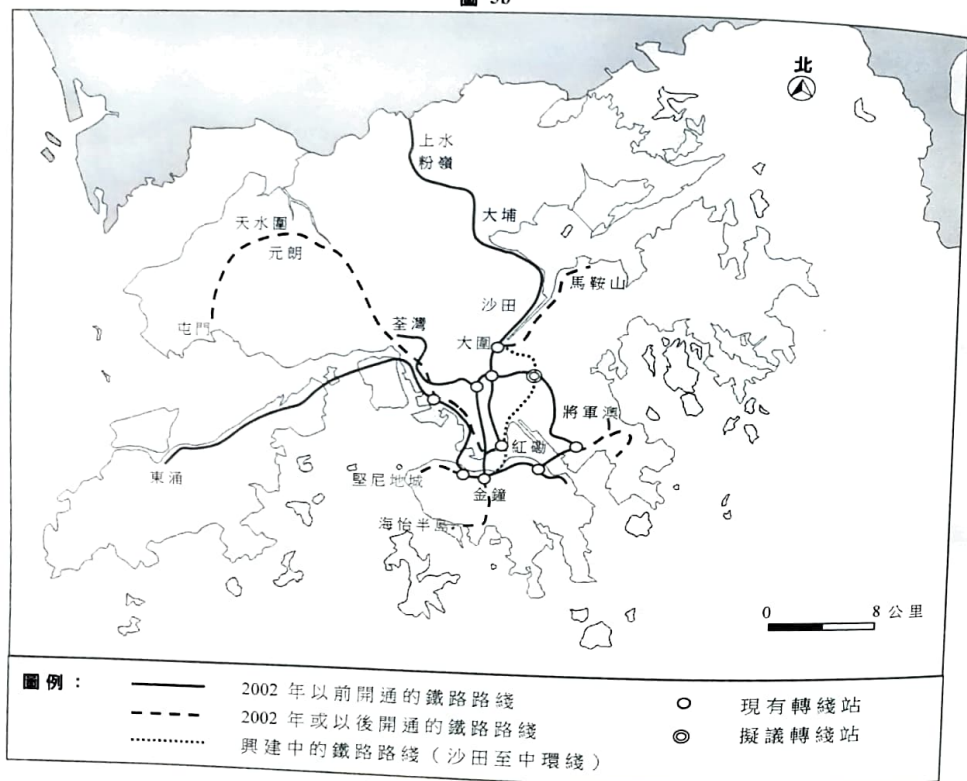 圖 3b
北
上水
粉嶺
大埔
天水圍
元朗
馬鞍山
沙田
屯門
荃灣
大圍
將軍澳
紅磡
東涌
堅尼地城
金鐘
海怡半島
0 8 公里
圖例：
2002 年以前開通的鐵路路綫
現有轉綫站
2002 年或以後開通的鐵路路綫
擬議轉綫站
興建中的鐵路路綫（沙田至中環綫）